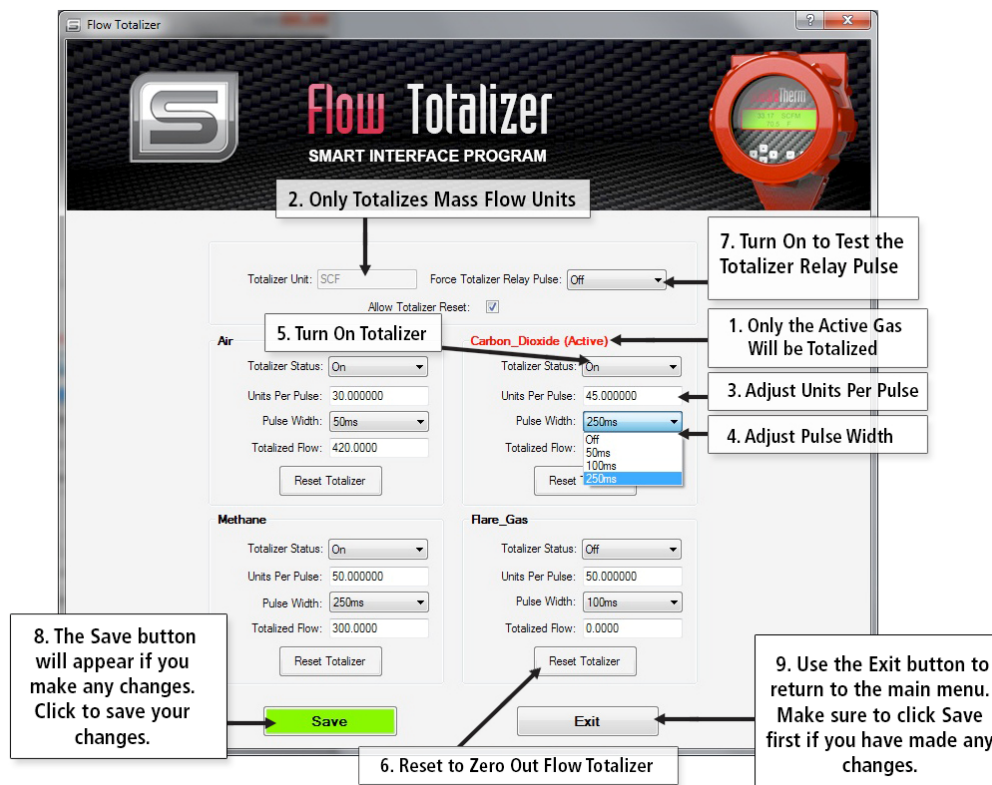 Flow Totalizer
Flow Totalizer
SMART INTERFACE PROGRAM
2. Only Totalizes Mass Flow Units
7. Turn On to Test the
Totalizer Relay Pulse
Totalizer Unit: SCF
Force Totalizer Relay Pulse: Off
Allow Totalizer Reset:
5. Turn On Totalizer
1. Only the Active Gas
Will be Totalized
Air
Totalizer Status: On
Units Per Pulse: 30.000000
Pulse Width: 50ms
Totalized Flow: 420.0000
Reset Totalizer
Carbon_Dioxide (Active)
Totalizer Status: On
Units Per Pulse: 45.000000
3. Adjust Units Per Pulse
Pulse Width: 250ms
4. Adjust Pulse Width
Off
50ms
100ms
250ms
Totalized Flow:
Reset
Methane
Totalizer Status: On
Units Per Pulse: 50.000000
Pulse Width: 250ms
Totalized Flow: 300.0000
Reset Totalizer
Flare_Gas
Totalizer Status: Off
Units Per Pulse: 50.000000
Pulse Width: 100ms
Totalized Flow: 0.0000
Reset Totalizer
8. The Save button
will appear if you
make any changes.
Click to save your
changes.
Save
Exit
9. Use the Exit button to
return to the main menu.
Make sure to click Save
first if you have made any
changes.
6. Reset to Zero Out Flow Totalizer